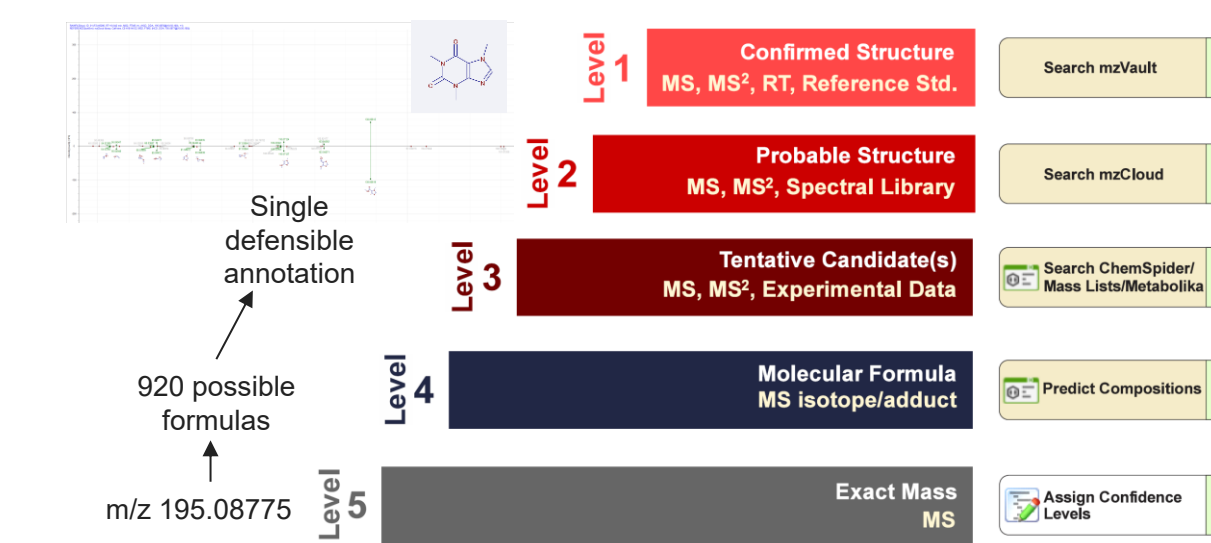 Level 1
Confirmed Structure
MS, MS², RT, Reference Std.
Search mzVault
Level 2
Probable Structure
MS, MS², Spectral Library
Search mzCloud
Single
defensible
annotation
Level 3
Tentative Candidate(s)
MS, MS², Experimental Data
Search ChemSpider/
Mass Lists/Metabolika
920 possible
formulas
Level 4
Molecular Formula
MS isotope/adduct
Predict Compositions
m/z 195.08775
Level 5
Exact Mass
MS
Assign Confidence
Levels